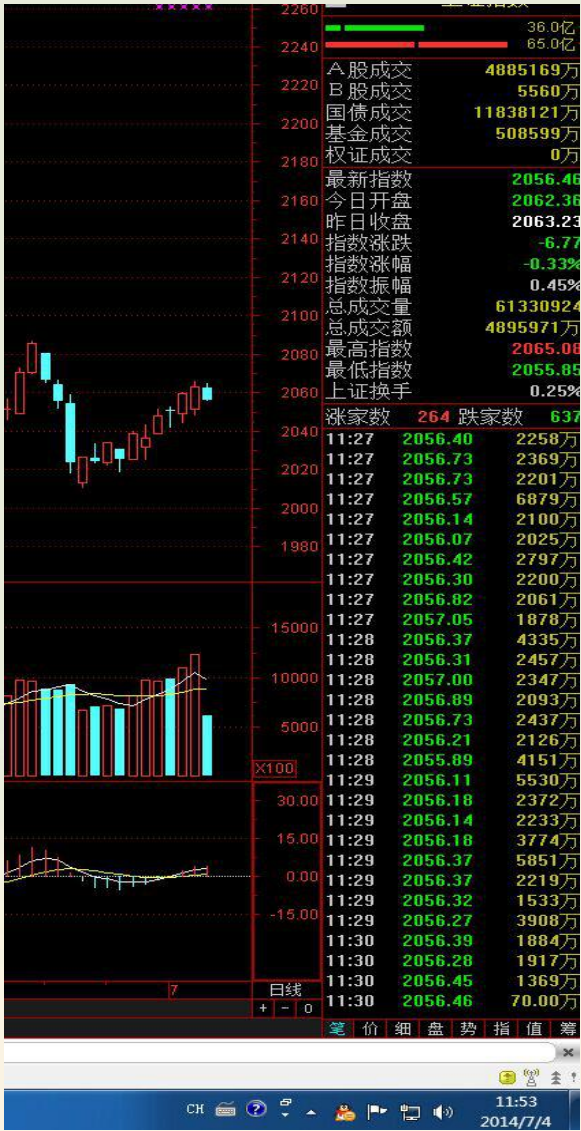 上证指数
36.0亿
65.0亿
A股成交 4885169万
B股成交 5560万
国债成交 11838121万
基金成交 508599万
权证成交 0万
最新指数 2056.46
今日开盘 2062.36
昨日收盘 2063.23
指数涨跌 -6.77
指数涨幅 -0.33%
指数振幅 0.45%
总成交量 61330924
总成交额 4895971万
最高指数 2065.08
最低指数 2055.85
上证换手 0.25%
涨家数 264 跌家数 637
11:27 2056.40 2258万
11:27 2056.73 2369万
11:27 2056.73 2201万
11:27 2056.57 6879万
11:27 2056.14 2100万
11:27 2056.07 2025万
11:27 2056.42 2797万
11:27 2056.30 2200万
11:27 2056.82 2061万
11:27 2057.05 1878万
11:28 2056.37 4335万
11:28 2056.31 2457万
11:28 2057.00 2347万
11:28 2056.89 2093万
11:28 2056.73 2437万
11:28 2056.21 2126万
11:28 2055.89 4151万
11:29 2056.11 5530万
11:29 2056.18 2372万
11:29 2056.14 2233万
11:29 2056.18 3774万
11:29 2056.37 5851万
11:29 2056.37 2219万
11:29 2056.32 1533万
11:29 2056.27 3908万
11:30 2056.39 1884万
11:30 2056.28 1917万
11:30 2056.45 1369万
11:30 2056.46 70.00万
笔 价 细 盘 势 指 值 筹
2260
2240
2220
2200
2180
2160
2140
2120
2100
2080
2060
2040
2020
2000
1980
15000
10000
5000
X100
30.00
15.00
0.00
-15.00
7 日线
+ - 0
CH
11:53
2014/7/4